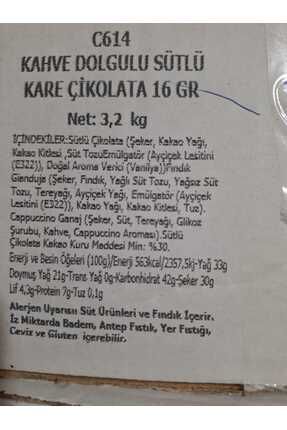 C614
KAHVE DOLGULU SÜTLÜ
KARE ÇİKOLATA 16 GR
Net: 3,2 kg
İÇİNDEKİLER:Sütlü Çikolata (Şeker, Kakao Yağı,
Kakao Kitlesi ,Süt TozuEmülgatör (Ayçiçek Lesitini
(E322)), Doğal Aroma Verici (Vanilya))Fındık
Gianduja (Şeker, Fındık, Yağlı Süt Tozu, Yağsız Süt
Tozu, Tereyağı, Ayçiçek Yağı, Emülgatör (Ayçiçek
Lesitini (E322)), Kakao Yağı, Kakao Kitlesi, Tuz).
Cappuccino Ganaj (Şeker, Süt, Tereyağı, Glikoz
Şurubu, Kahve, Cappuccino Aroması).Sütlü
Çikolata Kakao Kuru Maddesi Min: %30.
Enerji ve Besin Öğeleri (100g)/Enerji 563kcal/2357,5kj-Yağ 33g
Doymuş Yağ 21g-Trans Yağ 0g-Karbonhidrat 42g-Şeker 30g
Lif 4,3g-Protein 7g-Tuz 0,1g
Alerjen Uyarısı: Süt Ürünleri ve Fındık İçerir.
İz Miktarda Badem, Antep Fıstık, Yer Fıstığı,
Ceviz ve Gluten içerebilir.